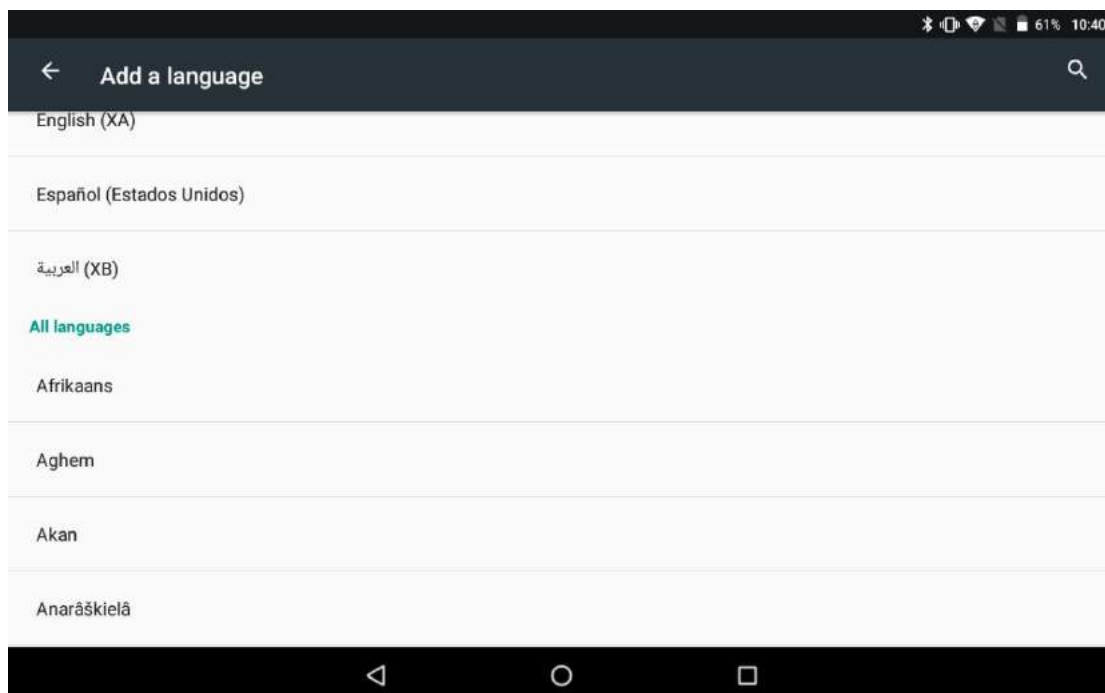 61% 10:40
Add a language
English (XA)
Español (Estados Unidos)
العربية (XB)
All languages
Afrikaans
Aghem
Akan
Anarâškielâ